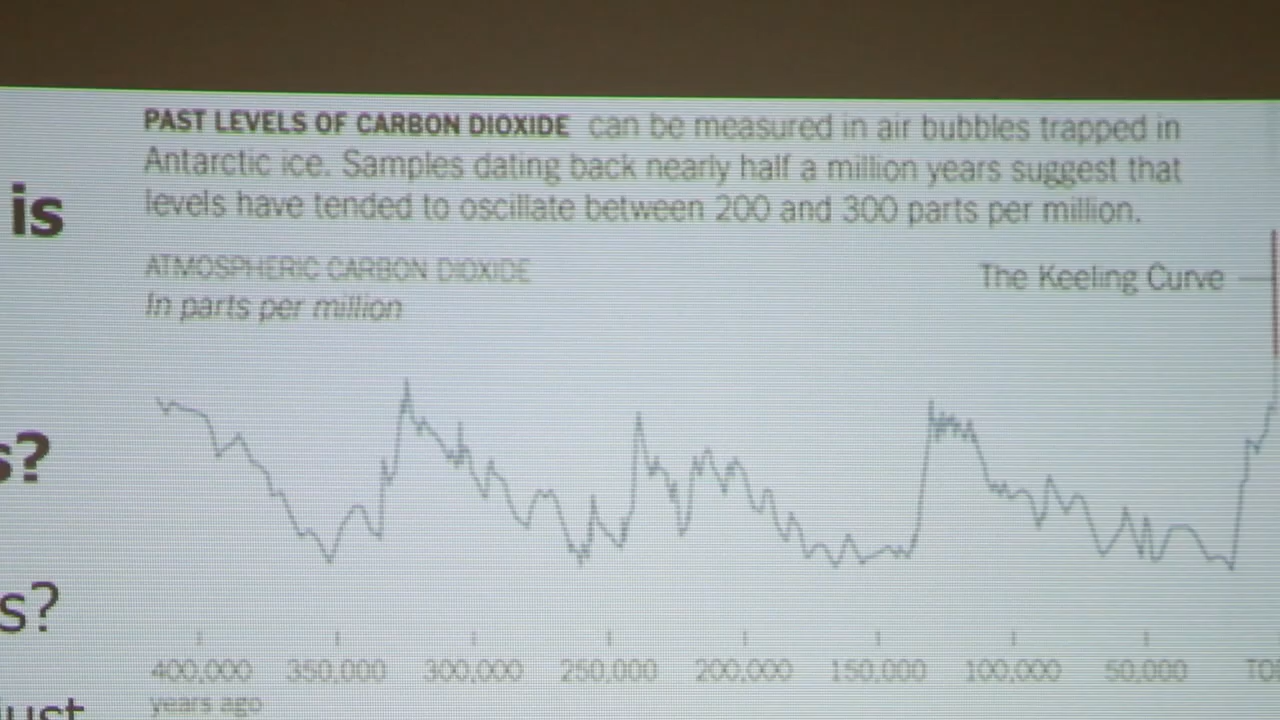 PAST LEVELS OF CARBON DIOXIDE can be measured in air bubbles trapped in
Antarctic ice. Samples dating back nearly half a million years suggest that
levels have tended to oscillate between 200 and 300 parts per million.
is
ATMOSPHERIC CARBON DIOXIDE
In parts per million
The Keeling Curve
s?
s?
400,000 350,000 300,000 250,000 200,000 150,000 100,000 50,000
years ago